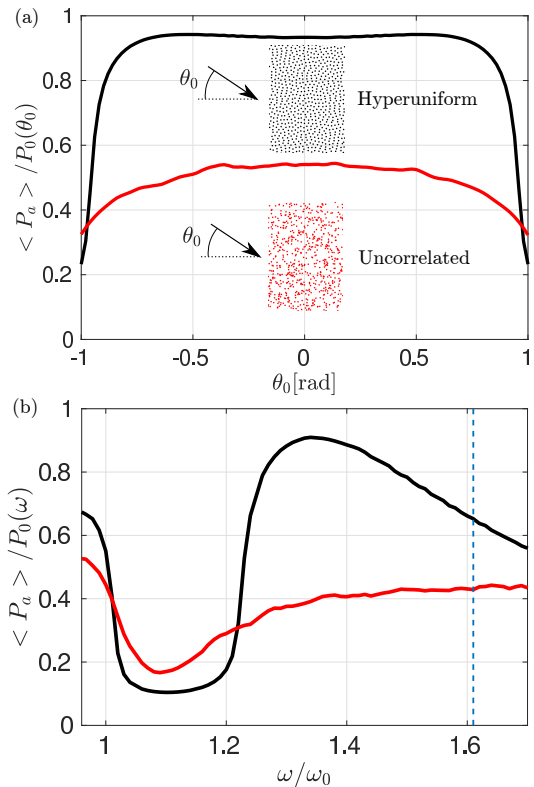 (a)
1
0.8
0.6
0.4
0.2
0
< P_a > /P_0(θ_0)
θ_0
Hyperuniform
θ_0
Uncorrelated
-1 -0.5 0 0.5 1
θ_0[rad]
(b)
1
0.8
0.6
0.4
0.2
0
< P_a > /P_0(ω)
1 1.2 1.4 1.6
ω/ω_0